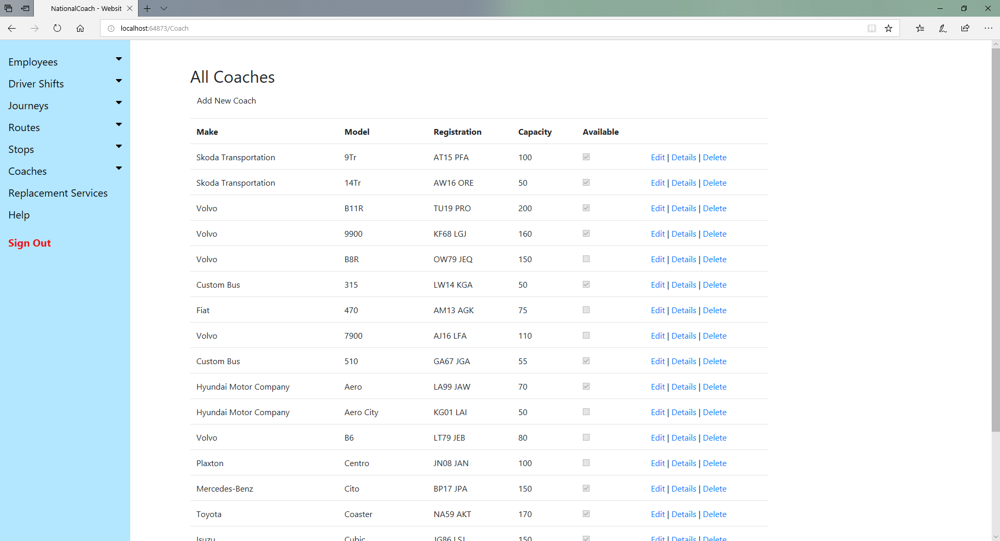 NationalCoach - Websit
localhost:64873/Coach
Employees
Driver Shifts
Journeys
Routes
Stops
Coaches
Replacement Services
Help
Sign Out
All Coaches
Add New Coach
Make Model Registration Capacity Available
Skoda Transportation 9Tr AT15 PFA 100 Edit | Details | Delete
Skoda Transportation 14Tr AW16 ORE 50 Edit | Details | Delete
Volvo B11R TU19 PRO 200 Edit | Details | Delete
Volvo 9900 KF68 LGJ 160 Edit | Details | Delete
Volvo B8R OW79 JEQ 150 Edit | Details | Delete
Custom Bus 315 LW14 KGA 50 Edit | Details | Delete
Fiat 470 AM13 AGK 75 Edit | Details | Delete
Volvo 7900 AJ16 LFA 110 Edit | Details | Delete
Custom Bus 510 GA67 JGA 55 Edit | Details | Delete
Hyundai Motor Company Aero LA99 JAW 70 Edit | Details | Delete
Hyundai Motor Company Aero City KG01 LAI 50 Edit | Details | Delete
Volvo B6 LT79 JEB 80 Edit | Details | Delete
Plaxton Centro JN08 JAN 100 Edit | Details | Delete
Mercedes-Benz Cito BP17 JPA 150 Edit | Details | Delete
Toyota Coaster NA59 AKT 170 Edit | Details | Delete
Isuzu Cubic JG86 LSJ 150 Edit | Details | Delete